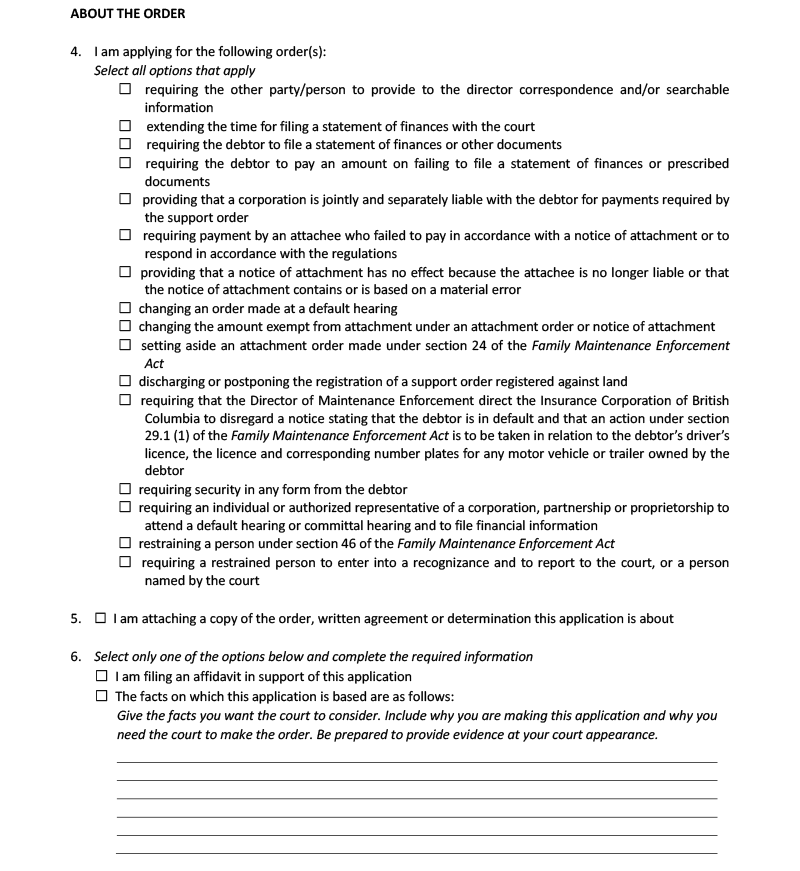 ABOUT THE ORDER
4. I am applying for the following order(s):
Select all options that apply
☐ requiring the other party/person to provide to the director correspondence and/or searchable
information
☐ extending the time for filing a statement of finances with the court
☐ requiring the debtor to file a statement of finances or other documents
☐ requiring the debtor to pay an amount on failing to file a statement of finances or prescribed
documents
☐ providing that a corporation is jointly and separately liable with the debtor for payments required by
the support order
☐ requiring payment by an attachee who failed to pay in accordance with a notice of attachment or to
respond in accordance with the regulations
☐ providing that a notice of attachment has no effect because the attachee is no longer liable or that
the notice of attachment contains or is based on a material error
☐ changing an order made at a default hearing
☐ changing the amount exempt from attachment under an attachment order or notice of attachment
☐ setting aside an attachment order made under section 24 of the Family Maintenance Enforcement
Act
☐ discharging or postponing the registration of a support order registered against land
☐ requiring that the Director of Maintenance Enforcement direct the Insurance Corporation of British
Columbia to disregard a notice stating that the debtor is in default and that an action under section
29.1 (1) of the Family Maintenance Enforcement Act is to be taken in relation to the debtor's driver's
licence, the licence and corresponding number plates for any motor vehicle or trailer owned by the
debtor
☐ requiring security in any form from the debtor
☐ requiring an individual or authorized representative of a corporation, partnership or proprietorship to
attend a default hearing or committal hearing and to file financial information
☐ restraining a person under section 46 of the Family Maintenance Enforcement Act
☐ requiring a restrained person to enter into a recognizance and to report to the court, or a person
named by the court
5. ☐ I am attaching a copy of the order, written agreement or determination this application is about
6. Select only one of the options below and complete the required information
☐ I am filing an affidavit in support of this application
☐ The facts on which this application is based are as follows:
Give the facts you want the court to consider. Include why you are making this application and why you
need the court to make the order. Be prepared to provide evidence at your court appearance.